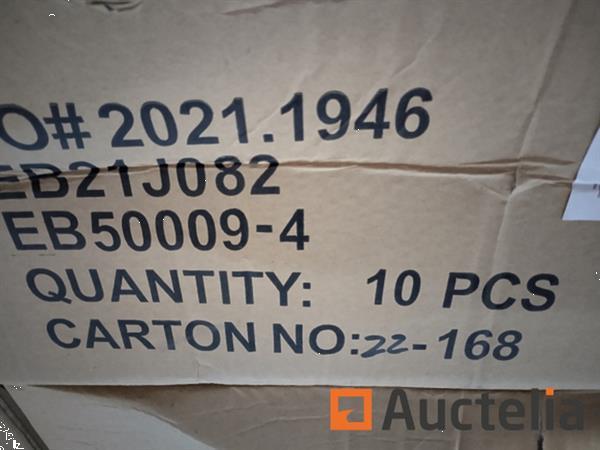 O# 2021.1946
EB21J082
EB50009-4
QUANTITY: 10 PCS
CARTON NO:22-168
Auctelia